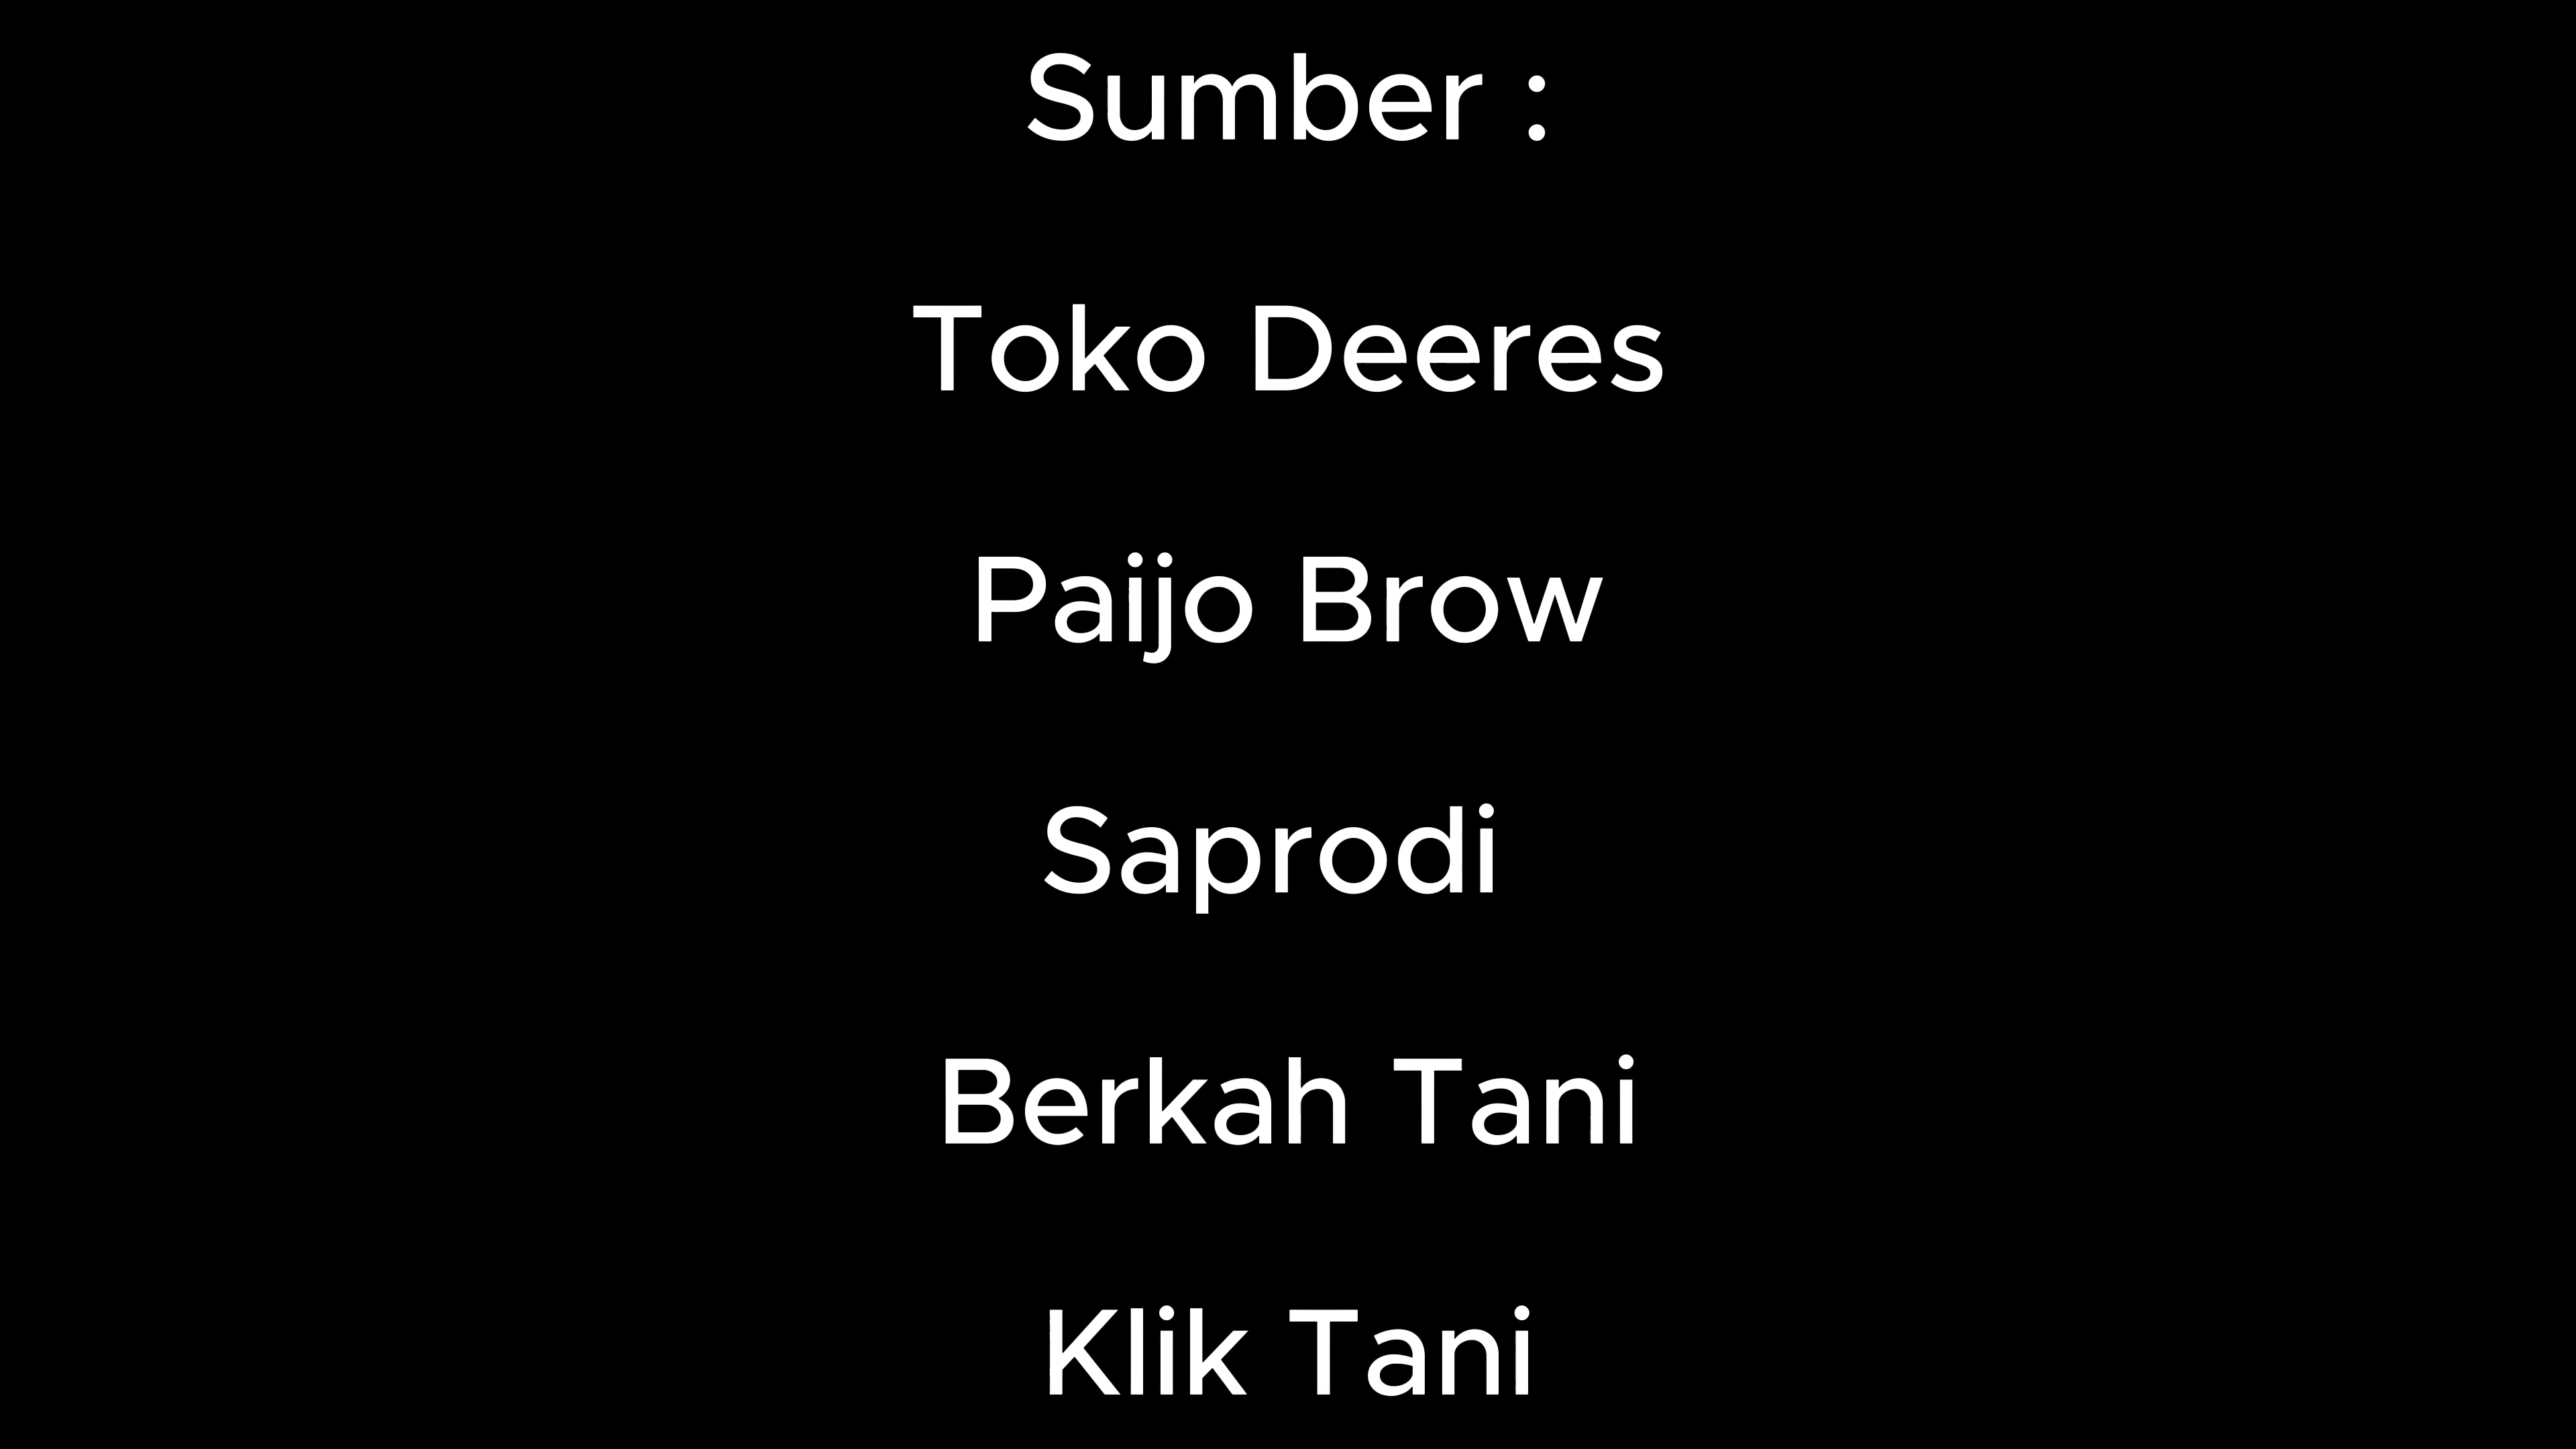 Sumber :
Toko Deeres
Paijo Brow
Saprodi
Berkah Tani
Klik Tani